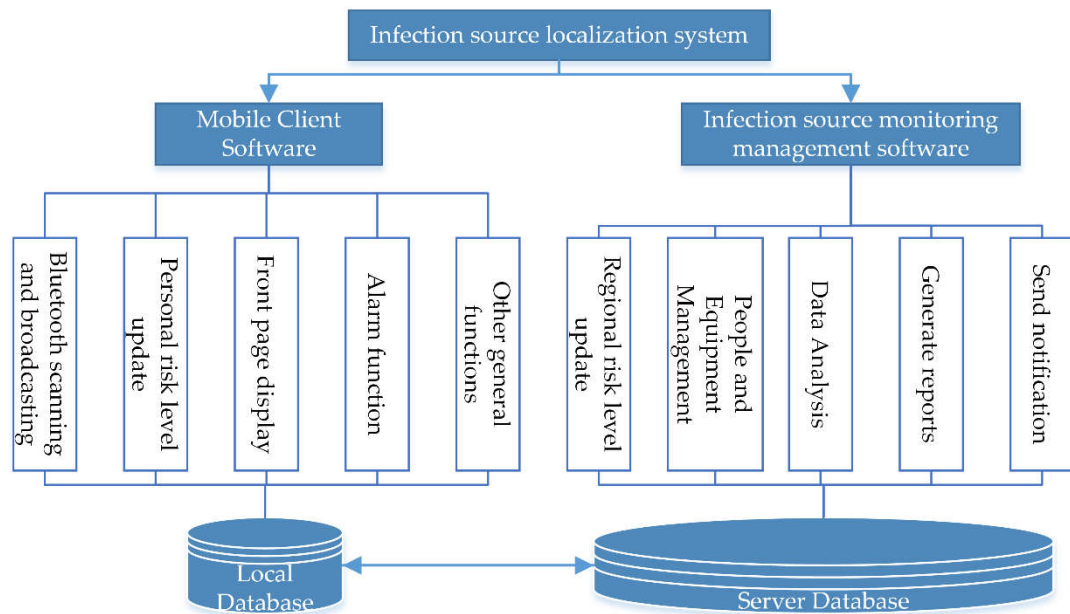 Infection source localization system
Mobile Client
Software
Infection source monitoring
management software
Bluetooth scanning
and broadcasting
Personal risk level
update
Front page display
Alarm function
Other general
functions
Regional risk level
update
People and
Equipment
Management
Data Analysis
Generate reports
Send notification
Local
Database
Server Database